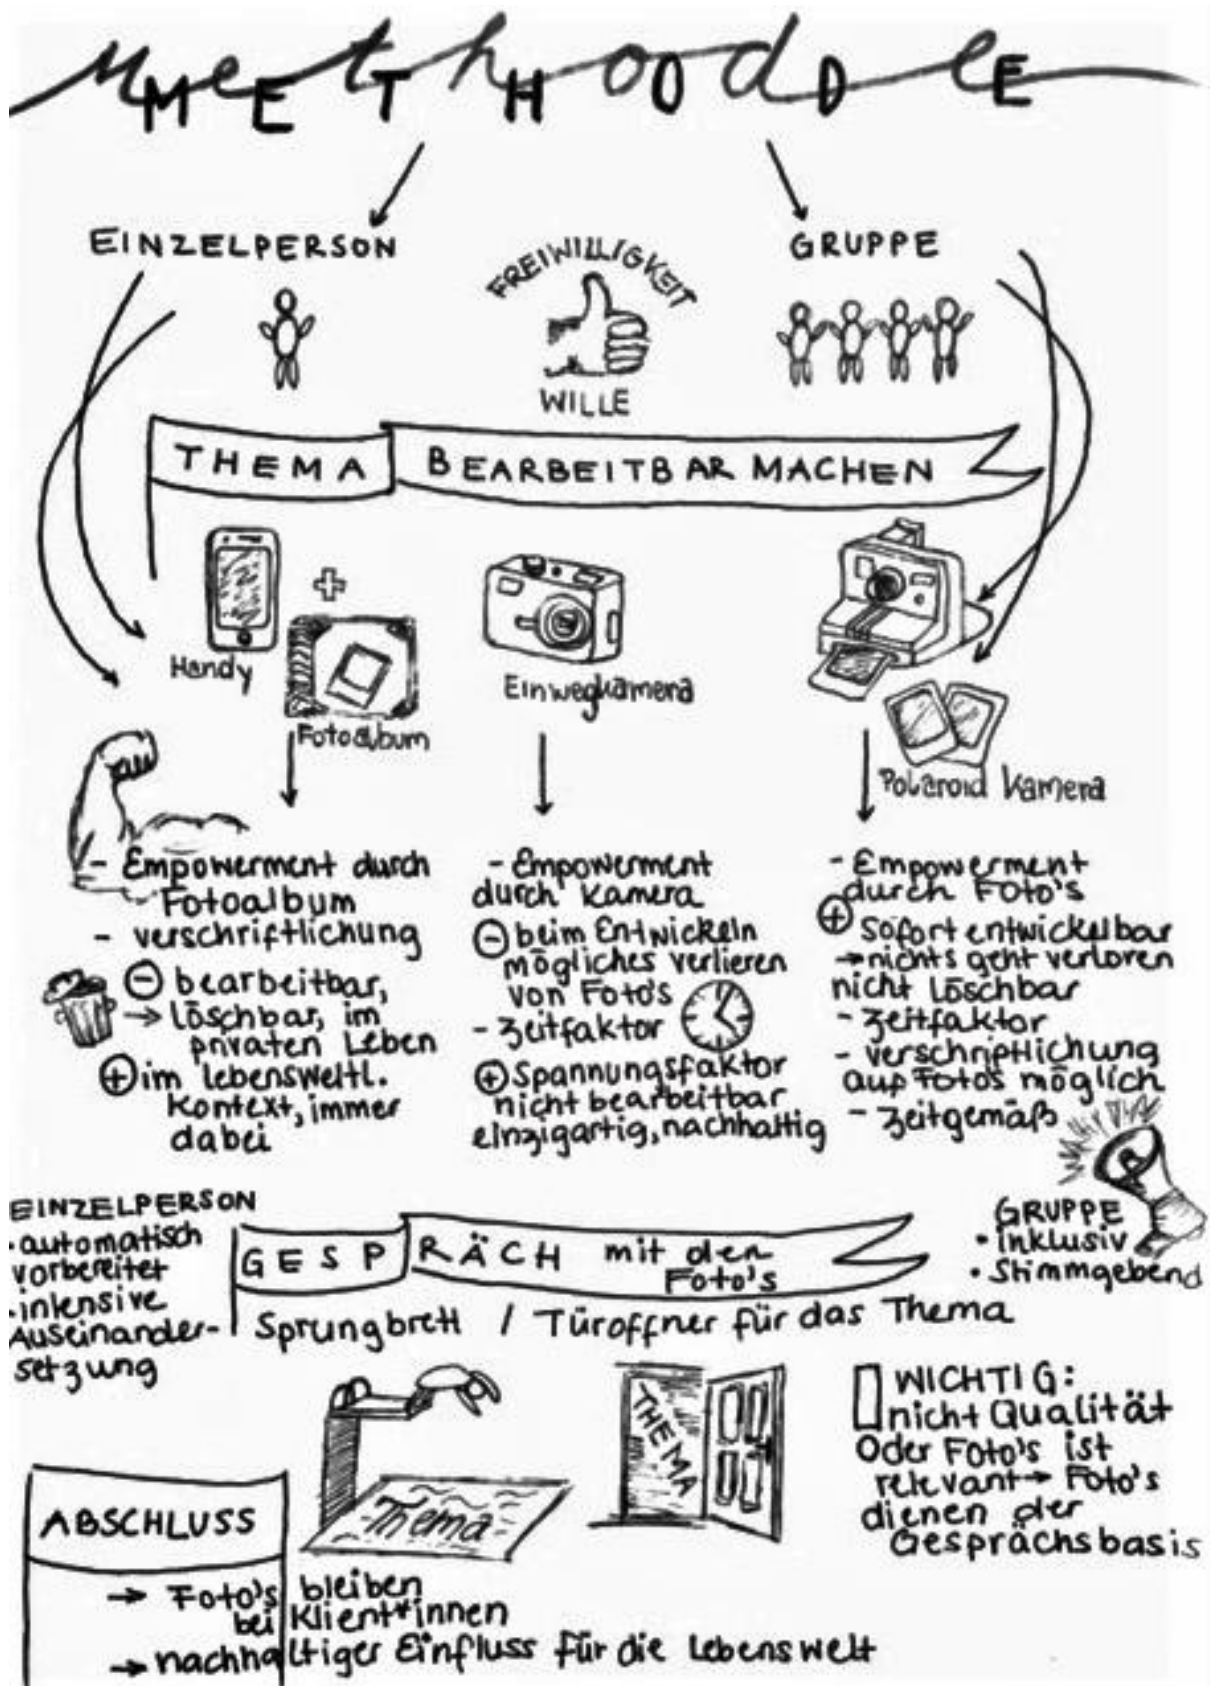 Methode
METHODE
EINZELPERSON
FREIWILLIGKEIT
WILLE
GRUPPE
THEMA BEARBEITBAR MACHEN
Handy
+
Fotoalbum
Einwegkamera
Polaroid Kamera
- Empowerment durch
Fotoalbum
- verschriftlichung
⊖ bearbeitbar,
→ löschbar, im
privaten Leben
⊕ im lebensweltl.
Kontext, immer
dabei
- Empowerment
durch Kamera
⊖ beim Entwickeln
mögliches verlieren
von Foto's
- Zeitfaktor
⊕ Spannungsfaktor
nicht bearbeitbar
einzigartig, nachhaltig
- Empowerment
durch Foto's
⊕ Sofort entwickelbar
→ nichts geht verloren
nicht löschbar
- Zeitfaktor
- verschriftlichung
auf Fotos möglich
- Zeitgemäß
EINZELPERSON
· automatisch
vorbereitet
· intensive
Auseinander-
setzung
GESPRÄCH mit den
Foto's
Sprungbrett / Türoffner für das Thema
GRUPPE
• inklusiv
• Stimmgebend
Thema
THEMA
WICHTIG:
nicht Qualität
Oder Foto's ist
relevant → Foto's
dienen der
Gesprächsbasis
ABSCHLUSS
→ Foto's bleiben
bei Klient*innen
→ nachhaltiger Einfluss für die Lebenswelt